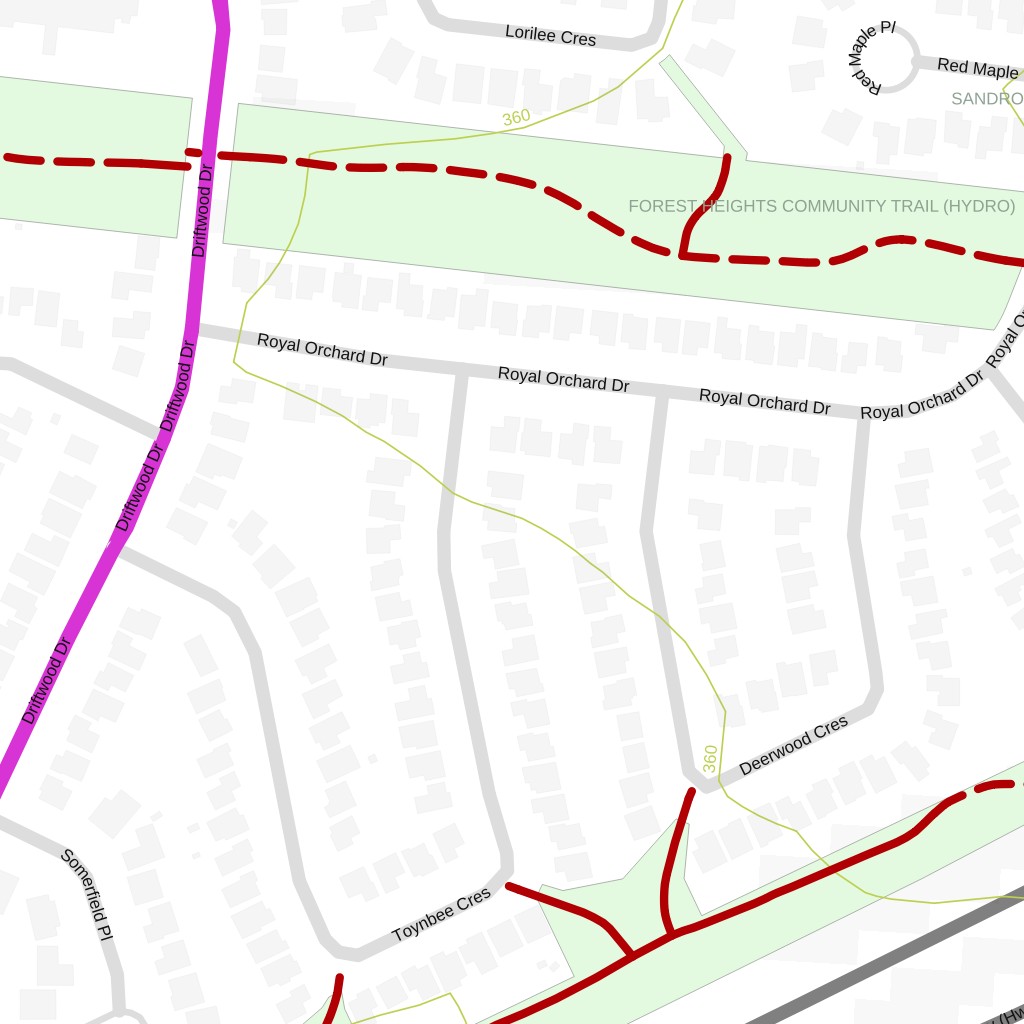 Lorilee Cres
Red Maple Pl
Red Maple
SANDRO
360
Driftwood Dr
FOREST HEIGHTS COMMUNITY TRAIL (HYDRO)
Royal Orchard Dr
Royal Orchard Dr
Royal Orchard Dr
Royal Orchard Dr
Royal Or
Driftwood Dr
Driftwood Dr
Driftwood Dr
360
Deerwood Cres
Somerfield Pl
Toynbee Cres
(Hw